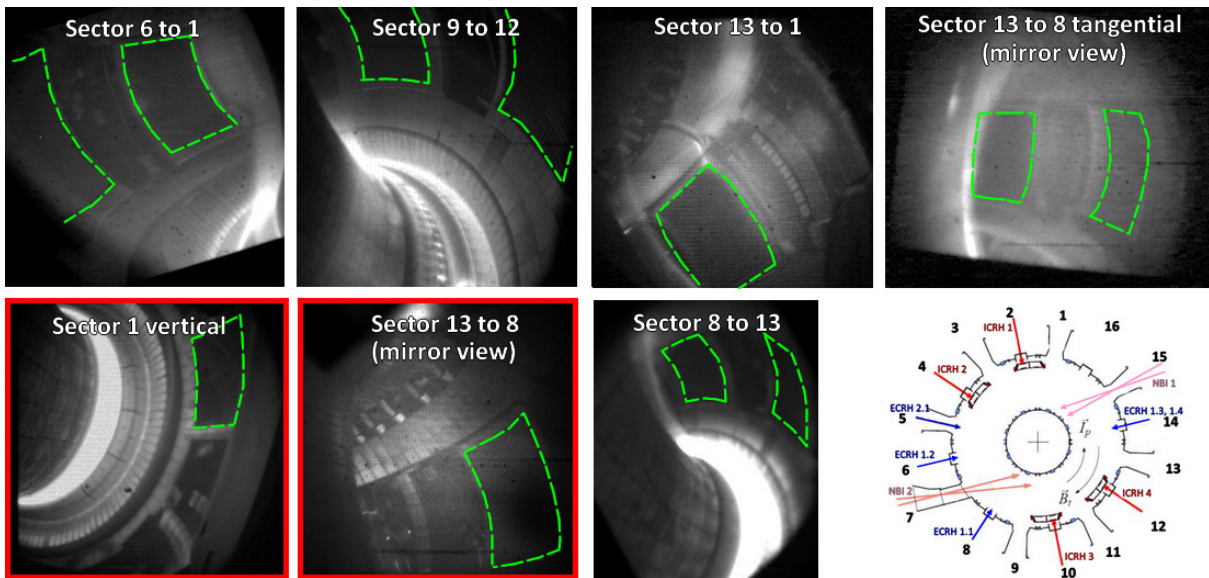 Sector 6 to 1
Sector 9 to 12
Sector 13 to 1
Sector 13 to 8 tangential
(mirror view)
Sector 1 vertical
Sector 13 to 8
(mirror view)
Sector 8 to 13
2
1
3
16
ICRH 1
15
4
ICRH 2
NBI 1
ECRH 2.1
ECRH 1.3, 1.4
5
14
I_p
ECRH 1.2
6
13
NBI 2
B_t
ICRH 4
7
12
ECRH 1.1
8
11
ICRH 3
9
10